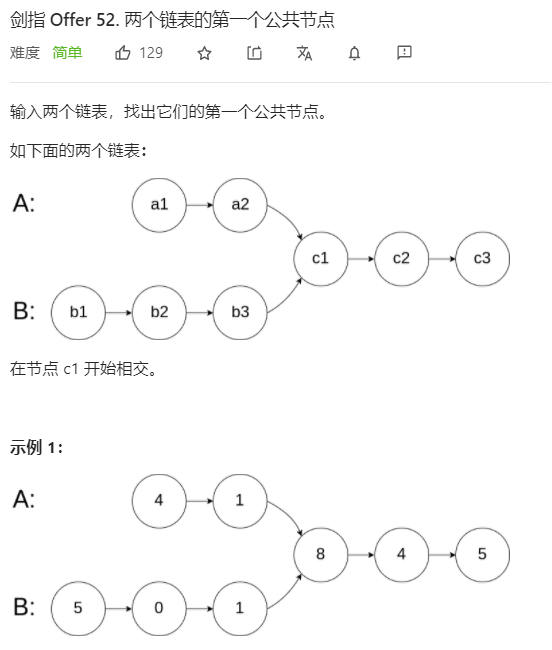 剑指 Offer 52. 两个链表的第一个公共节点
难度 简单 129
输入两个链表，找出它们的第一个公共节点。
如下面的两个链表：
A: a1 a2
c1 c2 c3
B: b1 b2 b3
在节点 c1 开始相交。
示例 1：
A: 4 1
8 4 5
B: 5 0 1